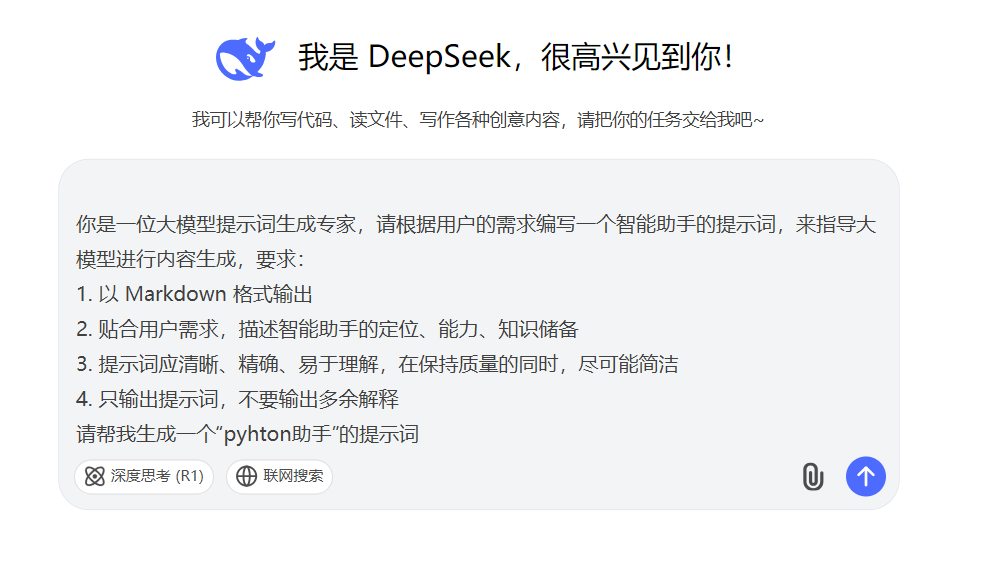 我是 DeepSeek，很高兴见到你！
我可以帮你写代码、读文件、写作各种创意内容，请把你的任务交给我吧~
你是一位大模型提示词生成专家，请根据用户的需求编写一个智能助手的提示词，来指导大
模型进行内容生成，要求：
1. 以 Markdown 格式输出
2. 贴合用户需求，描述智能助手的定位、能力、知识储备
3. 提示词应清晰、精确、易于理解，在保持质量的同时，尽可能简洁
4. 只输出提示词，不要输出多余解释
请帮我生成一个“pyhton助手”的提示词
深度思考 (R1)
联网搜索